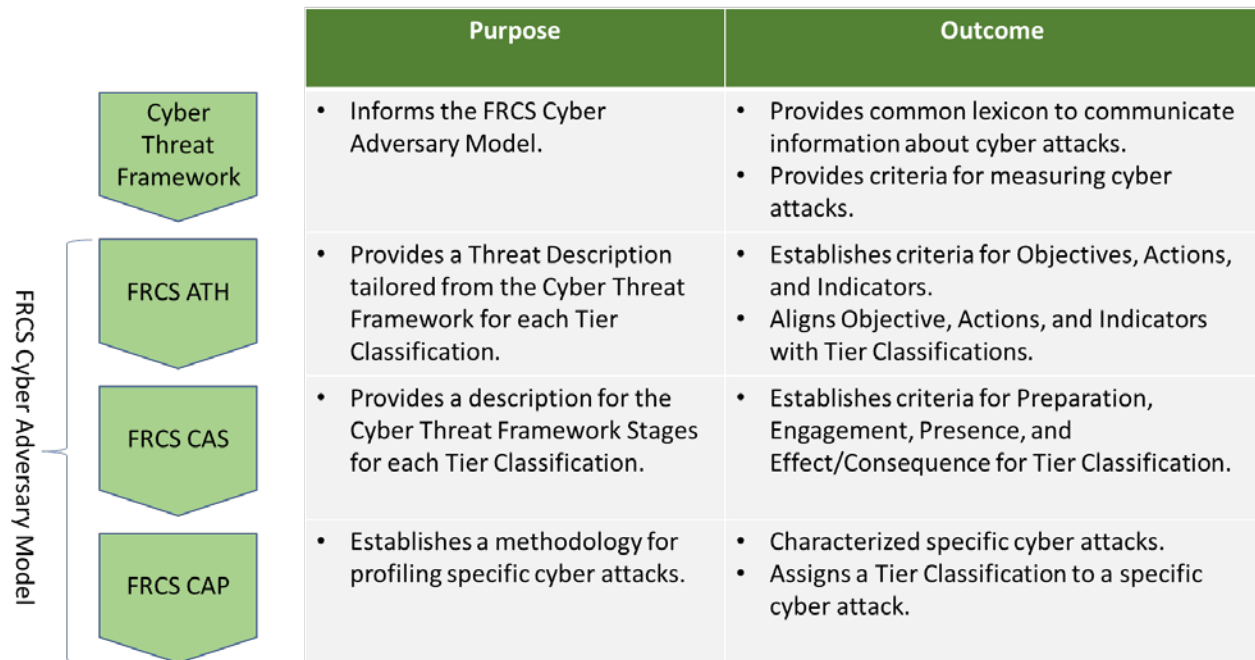 Purpose
Outcome
Cyber
Threat
Framework
• Informs the FRCS Cyber
Adversary Model.
• Provides common lexicon to communicate
information about cyber attacks.
• Provides criteria for measuring cyber
attacks.
FRCS Cyber Adversary Model
FRCS ATH
• Provides a Threat Description
tailored from the Cyber Threat
Framework for each Tier
Classification.
• Establishes criteria for Objectives, Actions,
and Indicators.
• Aligns Objective, Actions, and Indicators
with Tier Classifications.
FRCS CAS
• Provides a description for the
Cyber Threat Framework Stages
for each Tier Classification.
• Establishes criteria for Preparation,
Engagement, Presence, and
Effect/Consequence for Tier Classification.
FRCS CAP
• Establishes a methodology for
profiling specific cyber attacks.
• Characterized specific cyber attacks.
• Assigns a Tier Classification to a specific
cyber attack.